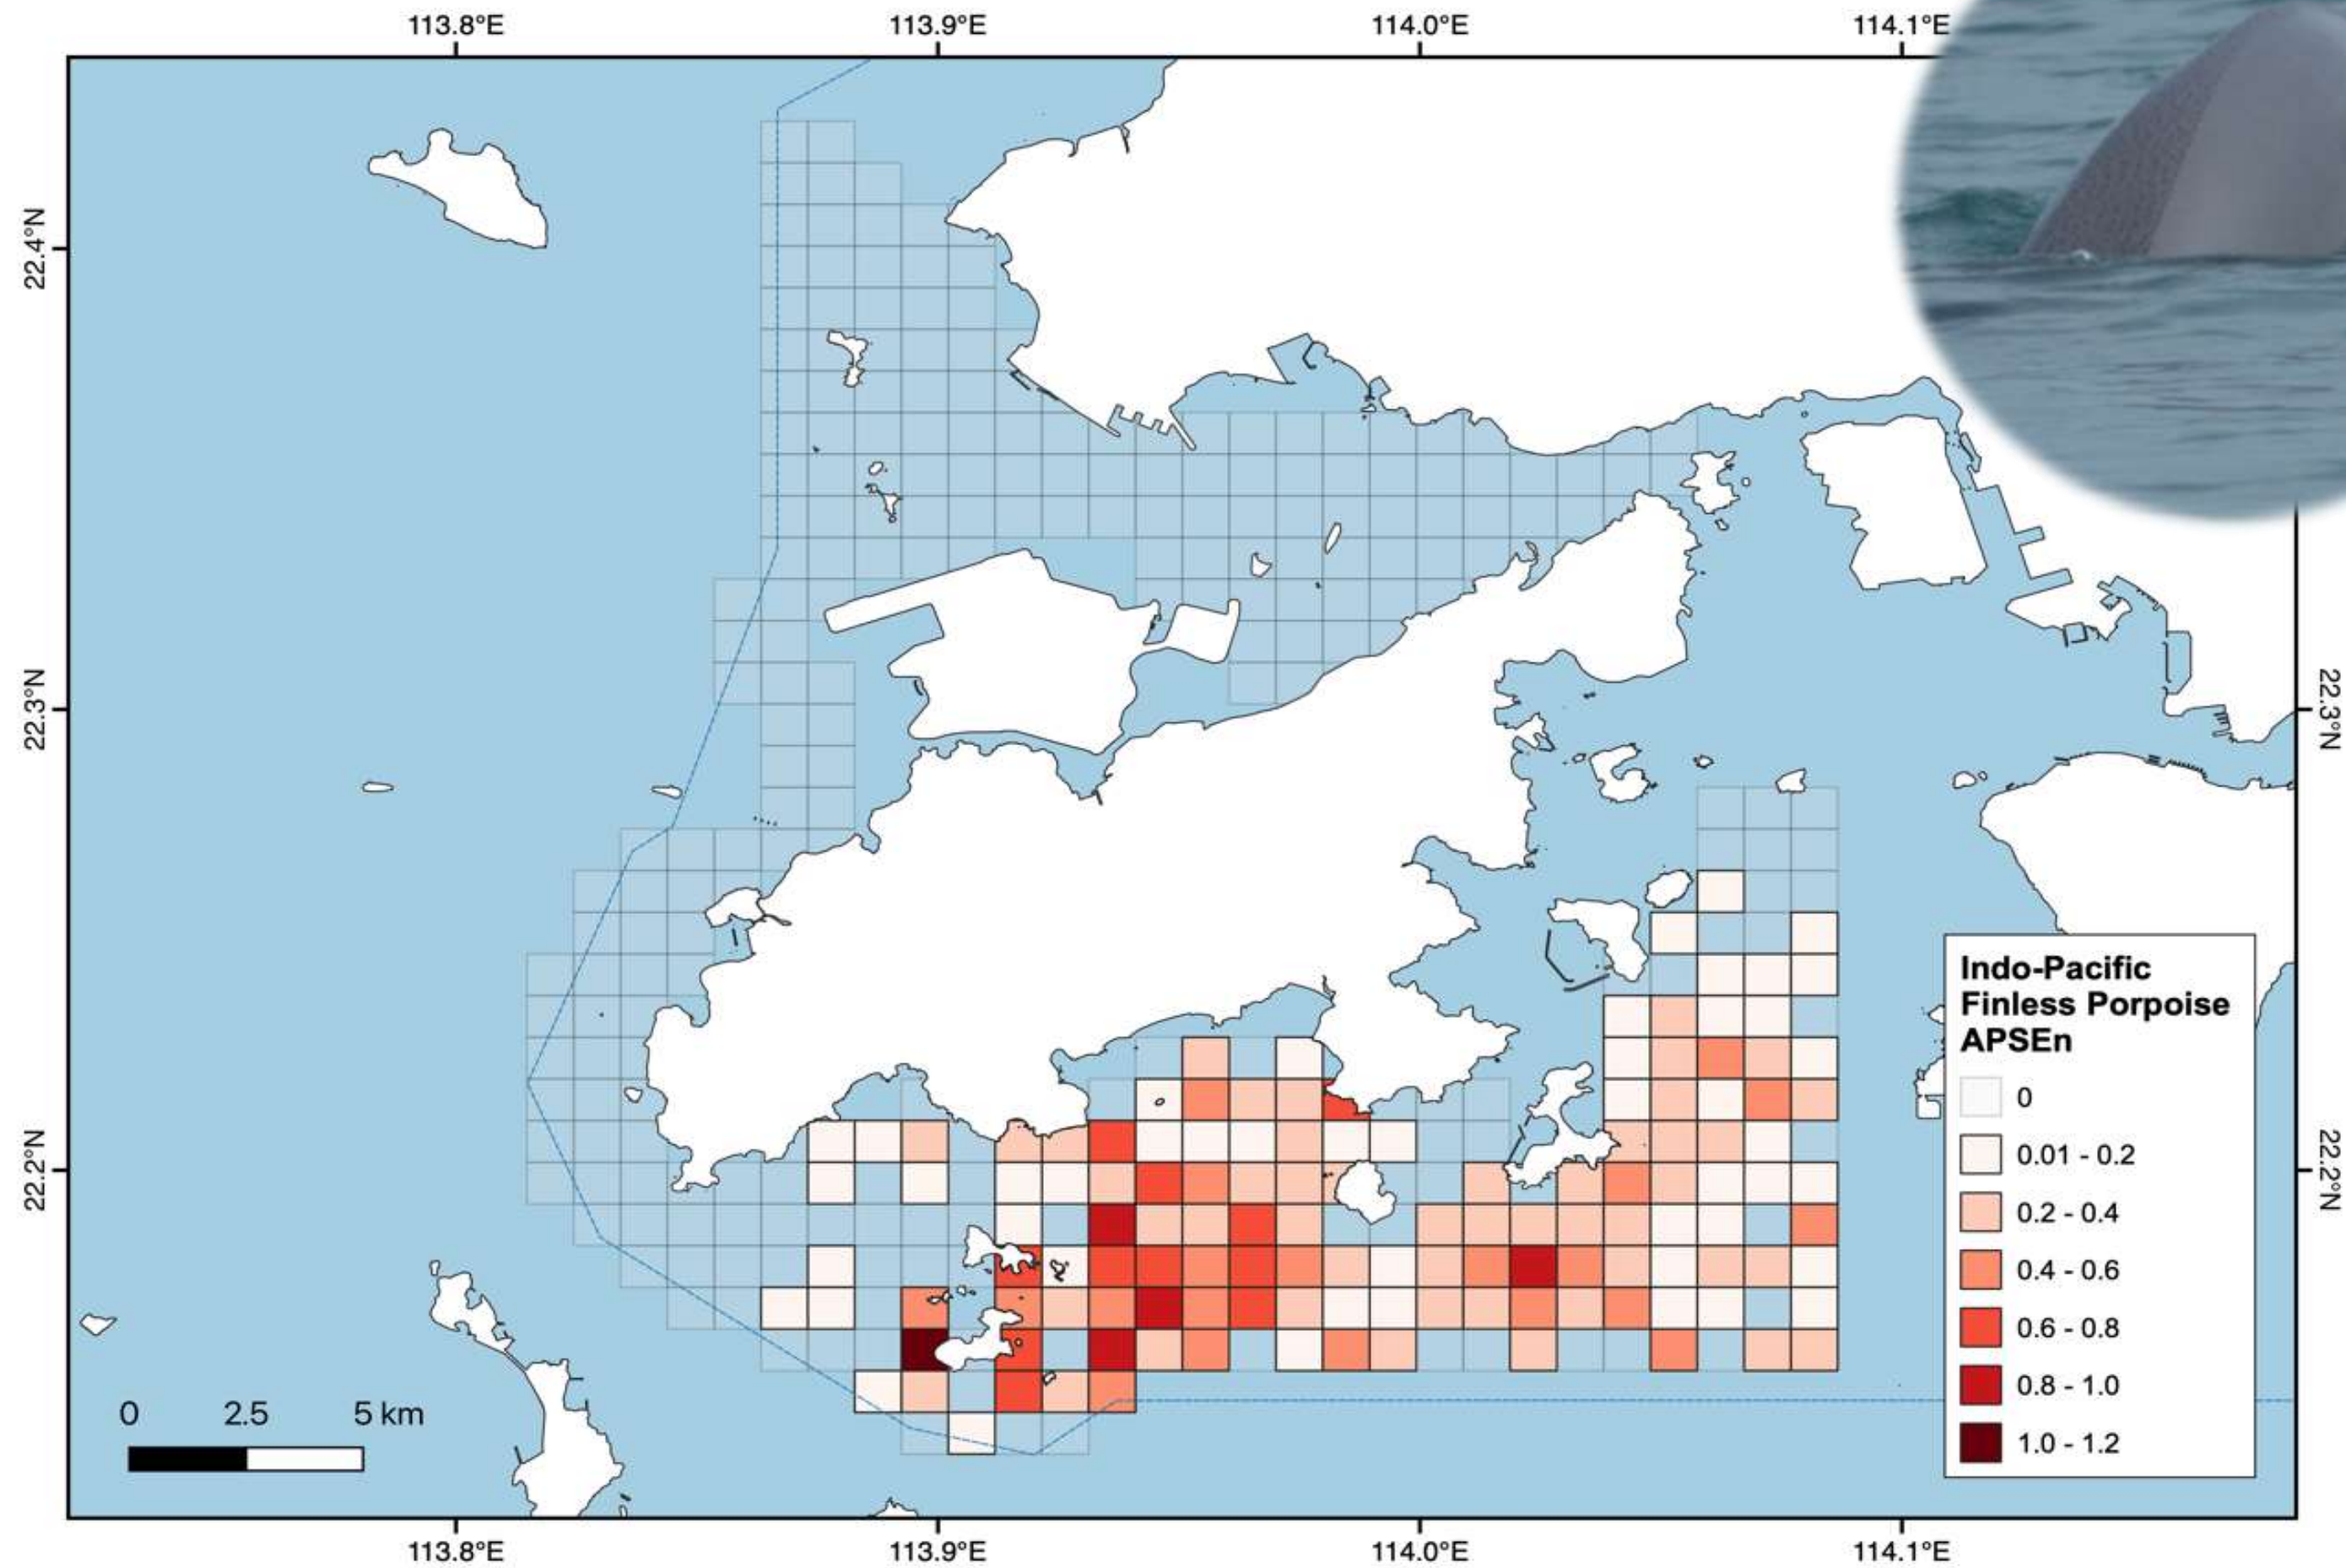 113.8°E
113.9°E
114.0°E
114.1°E
22.4°N
22.3°N
22.3°N
22.2°N
22.2°N
Indo-Pacific
Finless Porpoise
APSEn
0
0.01 - 0.2
0.2 - 0.4
0.4 - 0.6
0.6 - 0.8
0.8 - 1.0
1.0 - 1.2
0 2.5 5 km
113.8°E
113.9°E
114.0°E
114.1°E